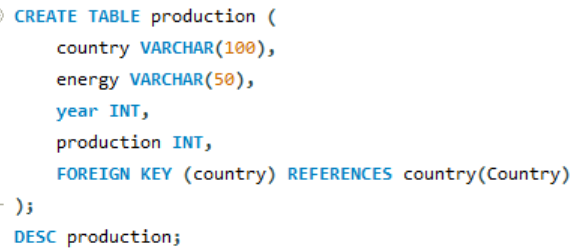 CREATE TABLE production (
country VARCHAR(100),
energy VARCHAR(50),
year INT,
production INT,
FOREIGN KEY (country) REFERENCES country(Country)
);
DESC production;